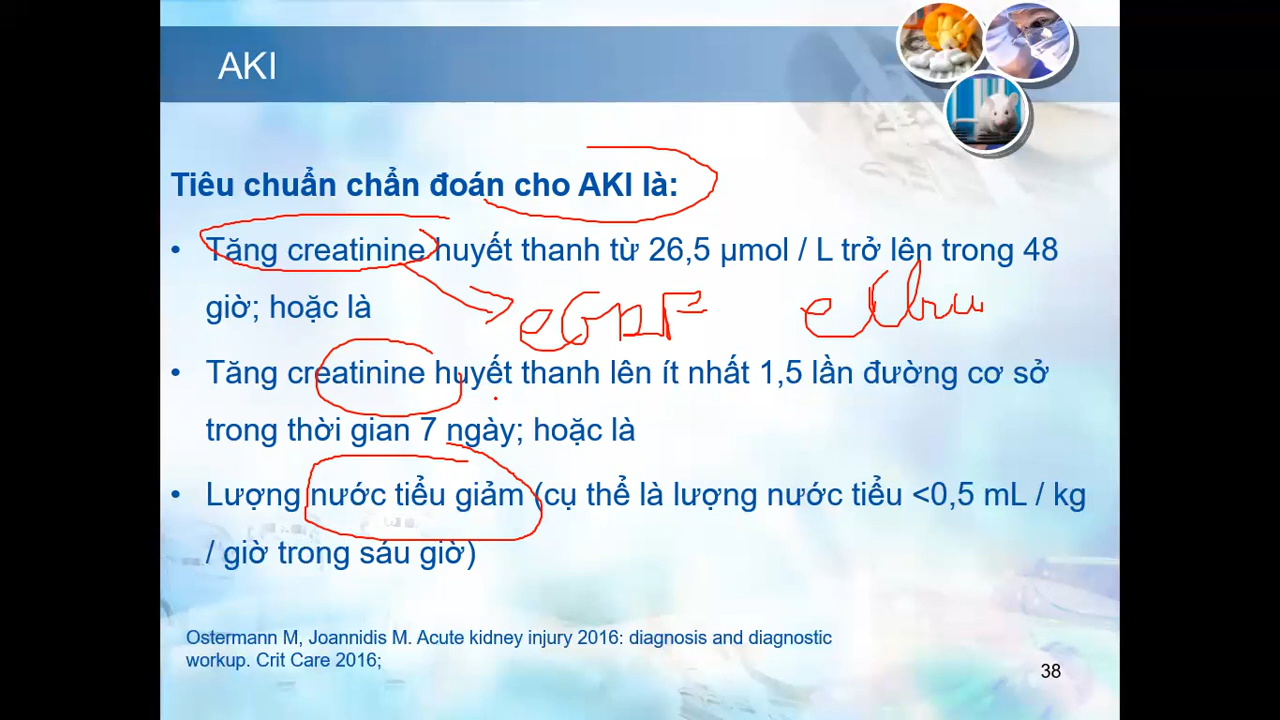 AKI
Tiêu chuẩn chẩn đoán cho AKI là:
• Tăng creatinine huyết thanh từ 26,5 µmol / L trở lên trong 48
giờ; hoặc là
eGRF
• Tăng creatinine huyết thanh lên ít nhất 1,5 lần đường cơ sở
trong thời gian 7 ngày; hoặc là
• Lượng nước tiểu giảm (cụ thể là lượng nước tiểu <0,5 mL / kg
/ giờ trong sáu giờ)
Ostermann M, Joannidis M. Acute kidney injury 2016: diagnosis and diagnostic
workup. Crit Care 2016;
38